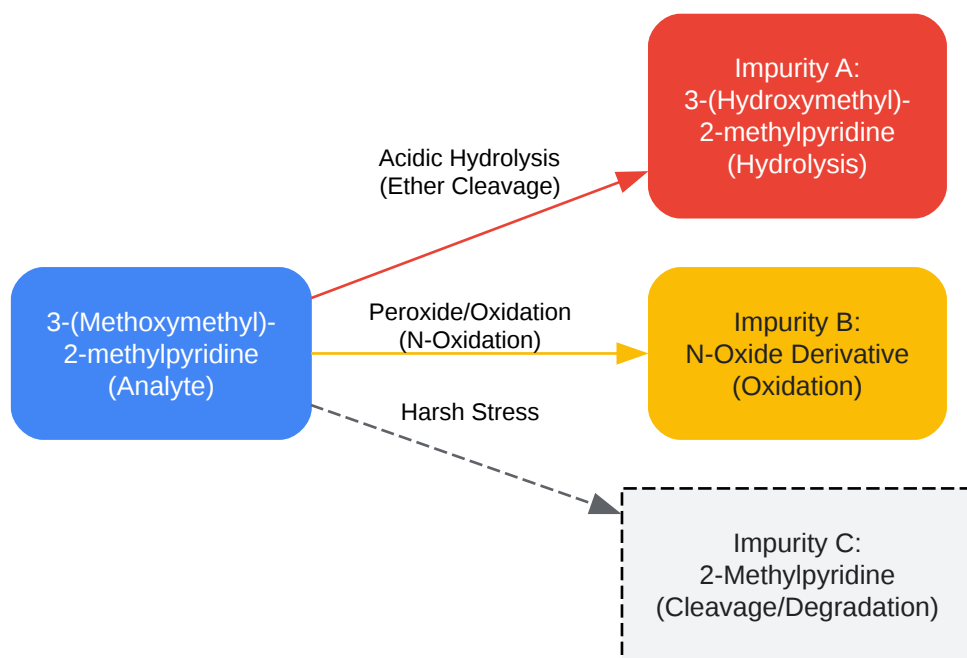 Impurity A:
3-(Hydroxymethyl)-
2-methylpyridine
(Hydrolysis)
Acidic Hydrolysis
(Ether Cleavage)
3-(Methoxymethyl)-
2-methylpyridine
(Analyte)
Peroxide/Oxidation
(N-Oxidation)
Impurity B:
N-Oxide Derivative
(Oxidation)
Harsh Stress
Impurity C:
2-Methylpyridine
(Cleavage/Degradation)